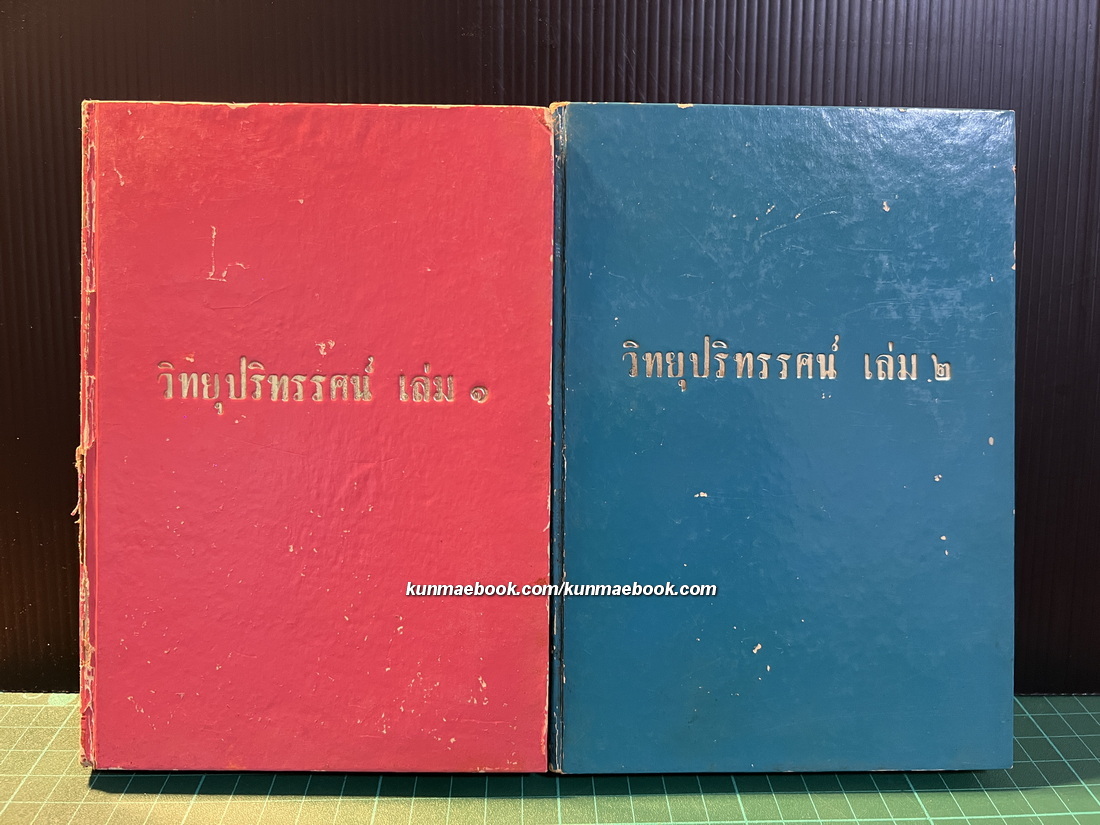 วิทยุปริทรรศน์ เล่ม ๑
วิทยุปริทรรศน์ เล่ม ๒
kunmaebook.com/kunmaebook.com